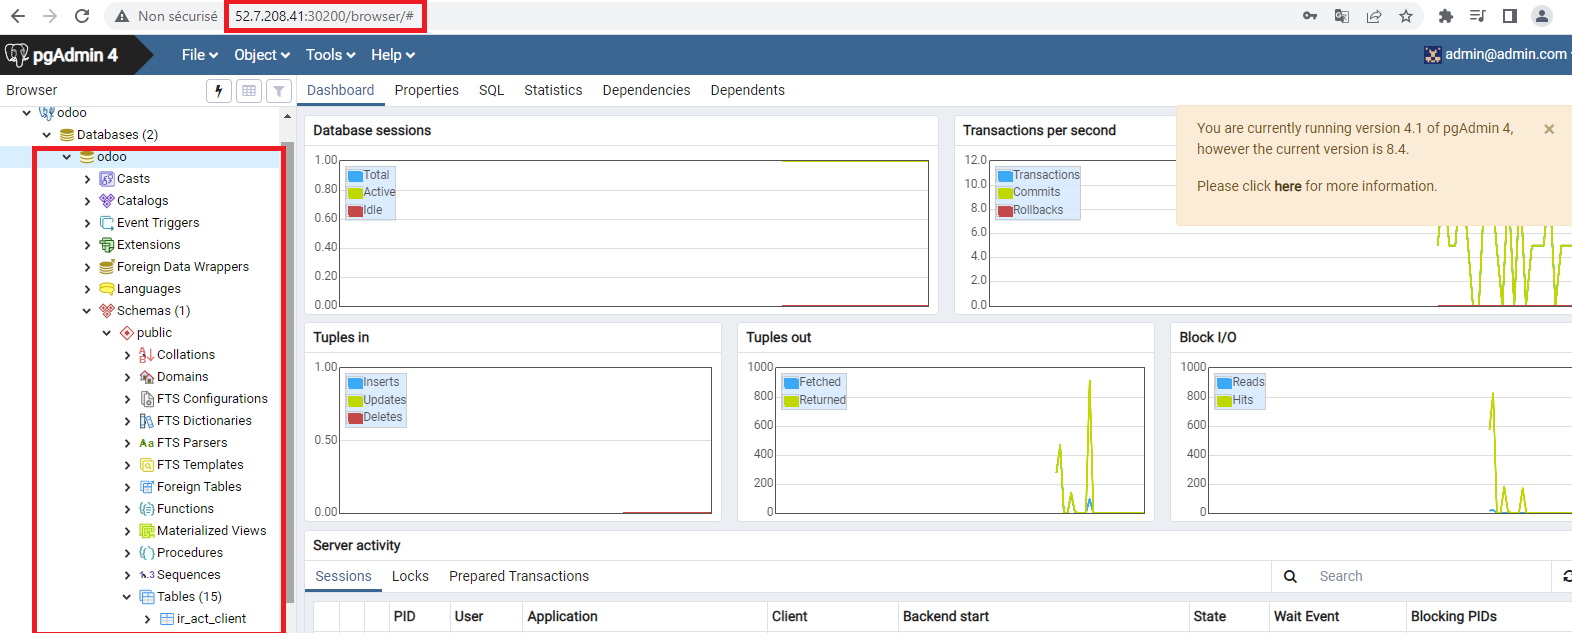 Non sécurisé 52.7.208.41:30200/browser/#
pgAdmin 4 File Object Tools Help admin@admin.com
Browser Dashboard Properties SQL Statistics Dependencies Dependents
odoo
Databases (2)
odoo
Casts
Catalogs
Event Triggers
Extensions
Foreign Data Wrappers
Languages
Schemas (1)
public
Collations
Domains
FTS Configurations
FTS Dictionaries
FTS Parsers
FTS Templates
Foreign Tables
Functions
Materialized Views
Procedures
Sequences
Tables (15)
ir_act_client
Database sessions
1.00
0.80
0.60
0.40
0.20
0.00
Total
Active
Idle
Transactions per second
12.0
10.0
8.0
6.0
4.0
2.0
0.0
Transactions
Commits
Rollbacks
You are currently running version 4.1 of pgAdmin 4,
however the current version is 8.4.
Please click here for more information.
Tuples in
1.00
0.50
0.00
Inserts
Updates
Deletes
Tuples out
1000
800
600
400
200
0
Fetched
Returned
Block I/O
1000
800
600
400
200
0
Reads
Hits
Server activity
Sessions Locks Prepared Transactions Search
PID User Application Client Backend start State Wait Event Blocking PIDs